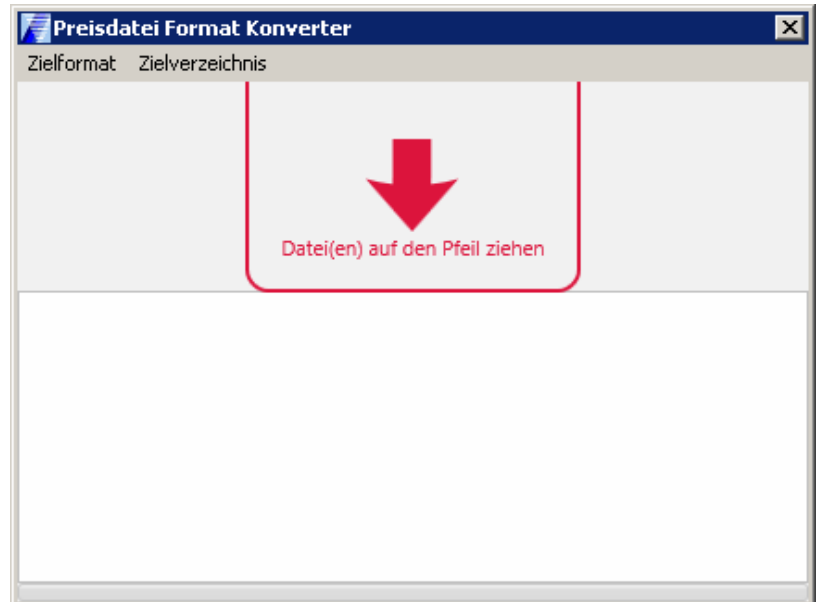 Preisdatei Format Konverter
Zielformat Zielverzeichnis
Datei(en) auf den Pfeil ziehen